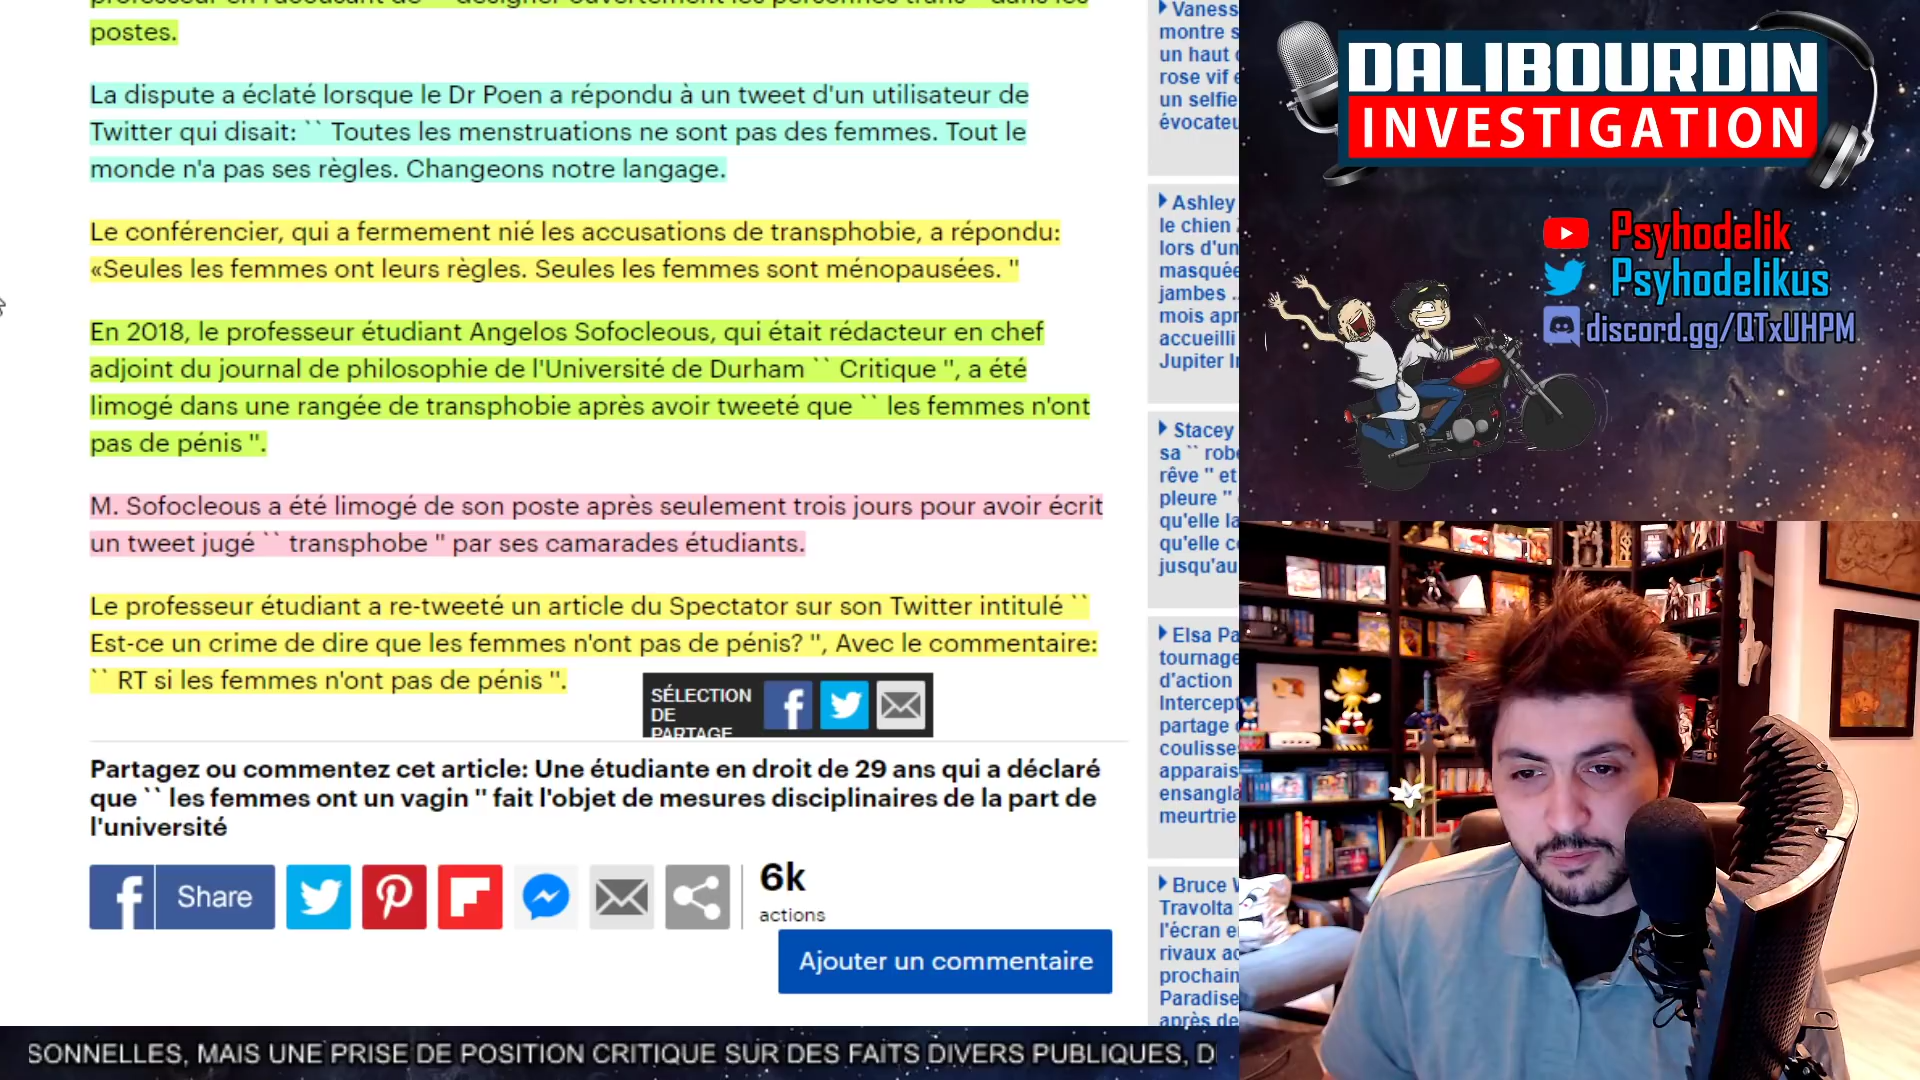 postes.
La dispute a éclaté lorsque le Dr Poen a répondu à un tweet d'un utilisateur de
Twitter qui disait: `` Toutes les menstruations ne sont pas des femmes. Tout le
monde n'a pas ses règles. Changeons notre langage.
Le conférencier, qui a fermement nié les accusations de transphobie, a répondu:
«Seules les femmes ont leurs règles. Seules les femmes sont ménopausées. "
En 2018, le professeur étudiant Angelos Sofocleous, qui était rédacteur en chef
adjoint du journal de philosophie de l'Université de Durham `` Critique ", a été
limogé dans une rangée de transphobie après avoir tweeté que `` les femmes n'ont
pas de pénis ".
M. Sofocleous a été limogé de son poste après seulement trois jours pour avoir écrit
un tweet jugé `` transphobe " par ses camarades étudiants.
Le professeur étudiant a re-tweeté un article du Spectator sur son Twitter intitulé ``
Est-ce un crime de dire que les femmes n'ont pas de pénis? ", Avec le commentaire:
`` RT si les femmes n'ont pas de pénis ".
SÉLECTION
DE
PARTAGE
Partagez ou commentez cet article: Une étudiante en droit de 29 ans qui a déclaré
que `` les femmes ont un vagin " fait l'objet de mesures disciplinaires de la part de
l'université
Share
6k
actions
Ajouter un commentaire
Vaness
montre s
un haut
rose vif
un selfie
évocateu
Ashley
le chien
lors d'un
masquée
jambes ..
mois apr
accueilli
Jupiter
Stacey
sa `` rob
rêve " et
pleure "
qu'elle la
qu'elle c
jusqu'au
Elsa Pa
tournage
d'action
Intercept
partage
coulisse
apparais
ensangla
meurtrie
Bruce
Travolta
l'écran e
rivaux
prochain
Paradise
après de
DALIBOURDIN
INVESTIGATION
Psyhodelik
Psyhodelikus
discord.gg/QTxUHPM
SONNELLES, MAIS UNE PRISE DE POSITION CRITIQUE SUR DES FAITS DIVERS PUBLIQUES, D